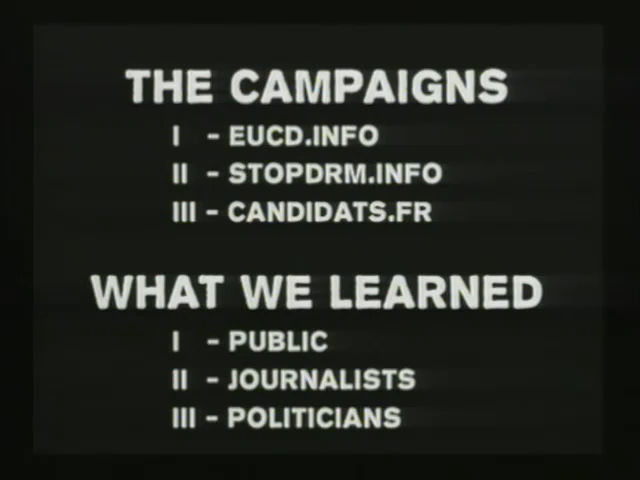 THE CAMPAIGNS
I - EUCD.INFO
II - STOPDRM.INFO
III - CANDIDATS.FR
WHAT WE LEARNED
I - PUBLIC
II - JOURNALISTS
III - POLITICIANS